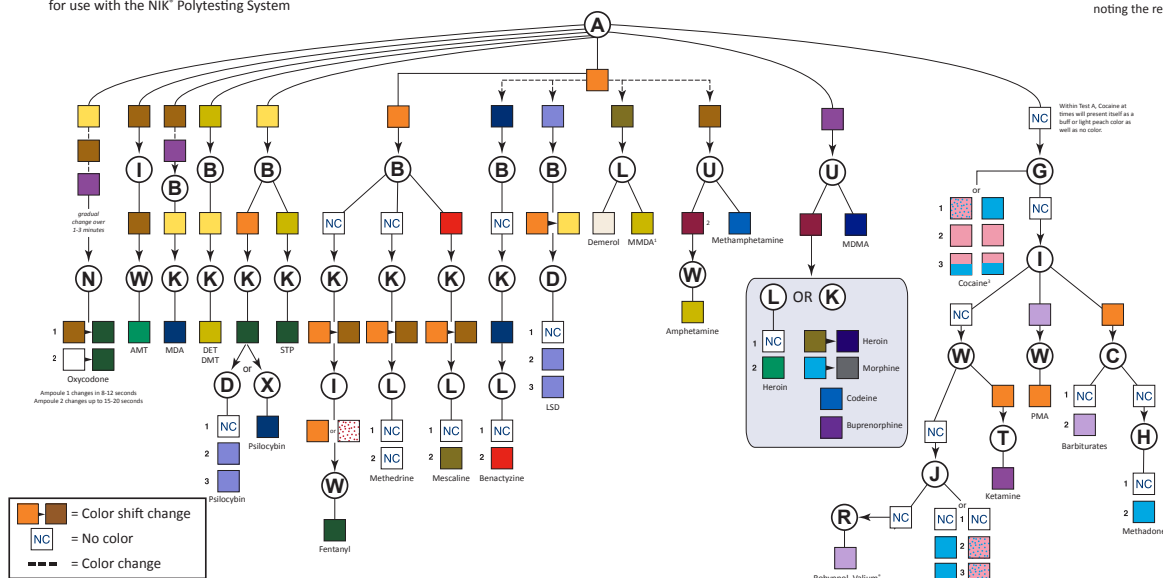 for use with the NIK® Polytesting System
noting the re
A
NC
Within Test A, Cocaine at
times will present itself as a
buff or light peach color as
well as no color.
I
B
B
B
B
B
B
L
U
U
G
or
gradual
change over
1-3 minutes
NC
NC
NC
Demerol
MMDA¹
2
Methamphetamine
MDMA
1
2
3
Cocaine³
NC
N
W
K
K
K
K
K
K
K
K
D
W
I
L OR K
1
2
Oxycodone
Ampoule 1 changes in 8-12 seconds
Ampoule 2 changes up to 15-20 seconds
AMT
MDA
DET
DMT
STP
or
D
X
I
L
L
L
1 NC
2
3
LSD
Amphetamine
1 NC
2
Heroin
Heroin
Morphine
Codeine
Buprenorphine
NC
W
W
C
PMA
1 NC
2
Barbiturates
NC
H
1 NC
2
Methadone
1 NC
2
3
Psilocybin
Psilocybin
or
W
Fentanyl
1 NC
2 NC
Methedrine
1 NC
2
Mescaline
1 NC
2
Benactyzine
NC
T
Ketamine
J
R
NC
or
NC 1 NC
2
3
Rohypnol, Valium®
= Color shift change
NC = No color
= Color change